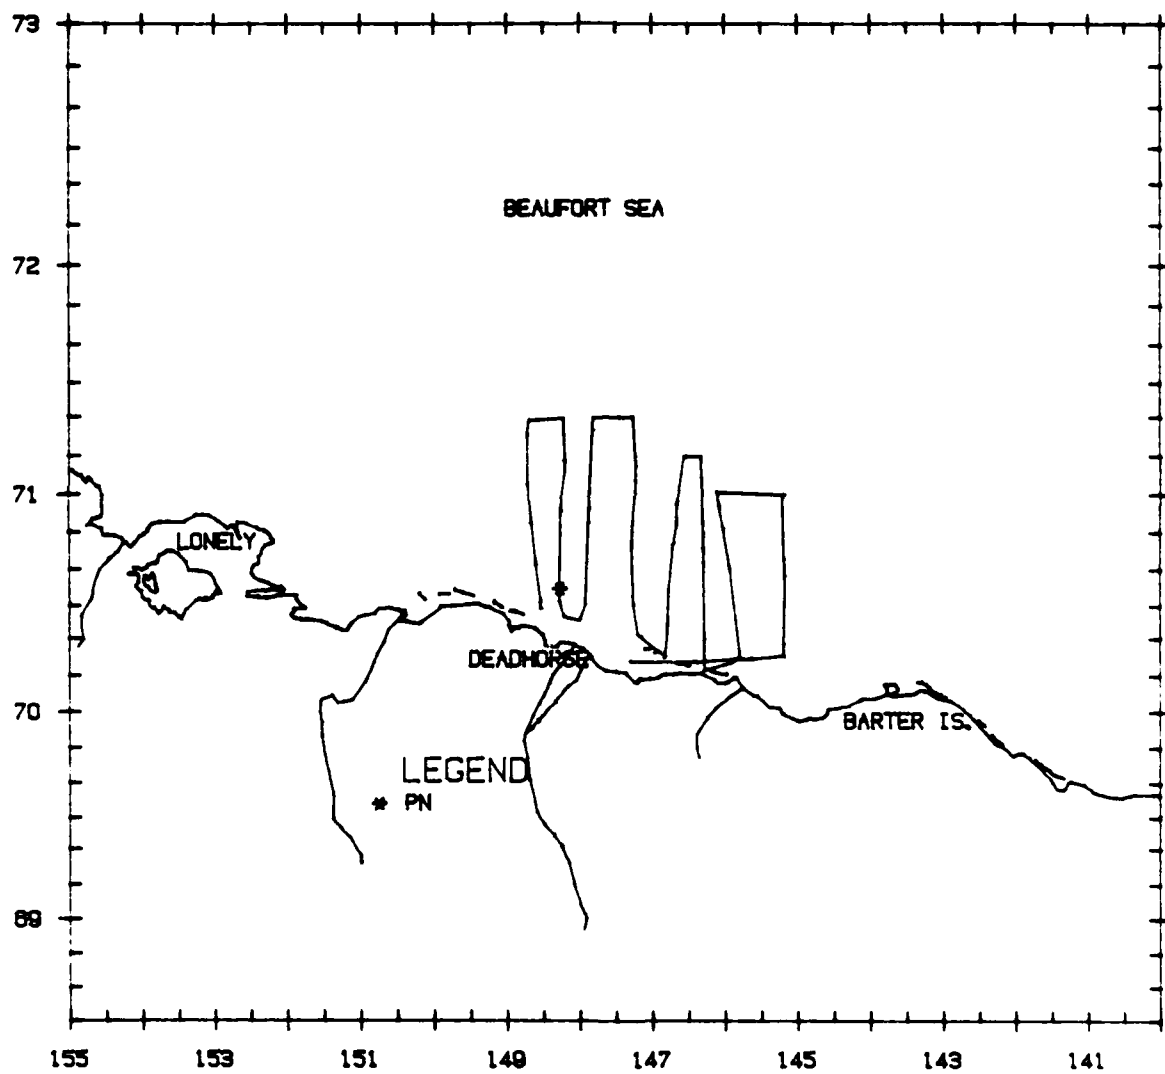 73
BEAUFORT SEA
72
71
LONELY
DEADHORSE
70
BARTER IS.
LEGEND
* PN
69
155 153 151 149 147 145 143 141